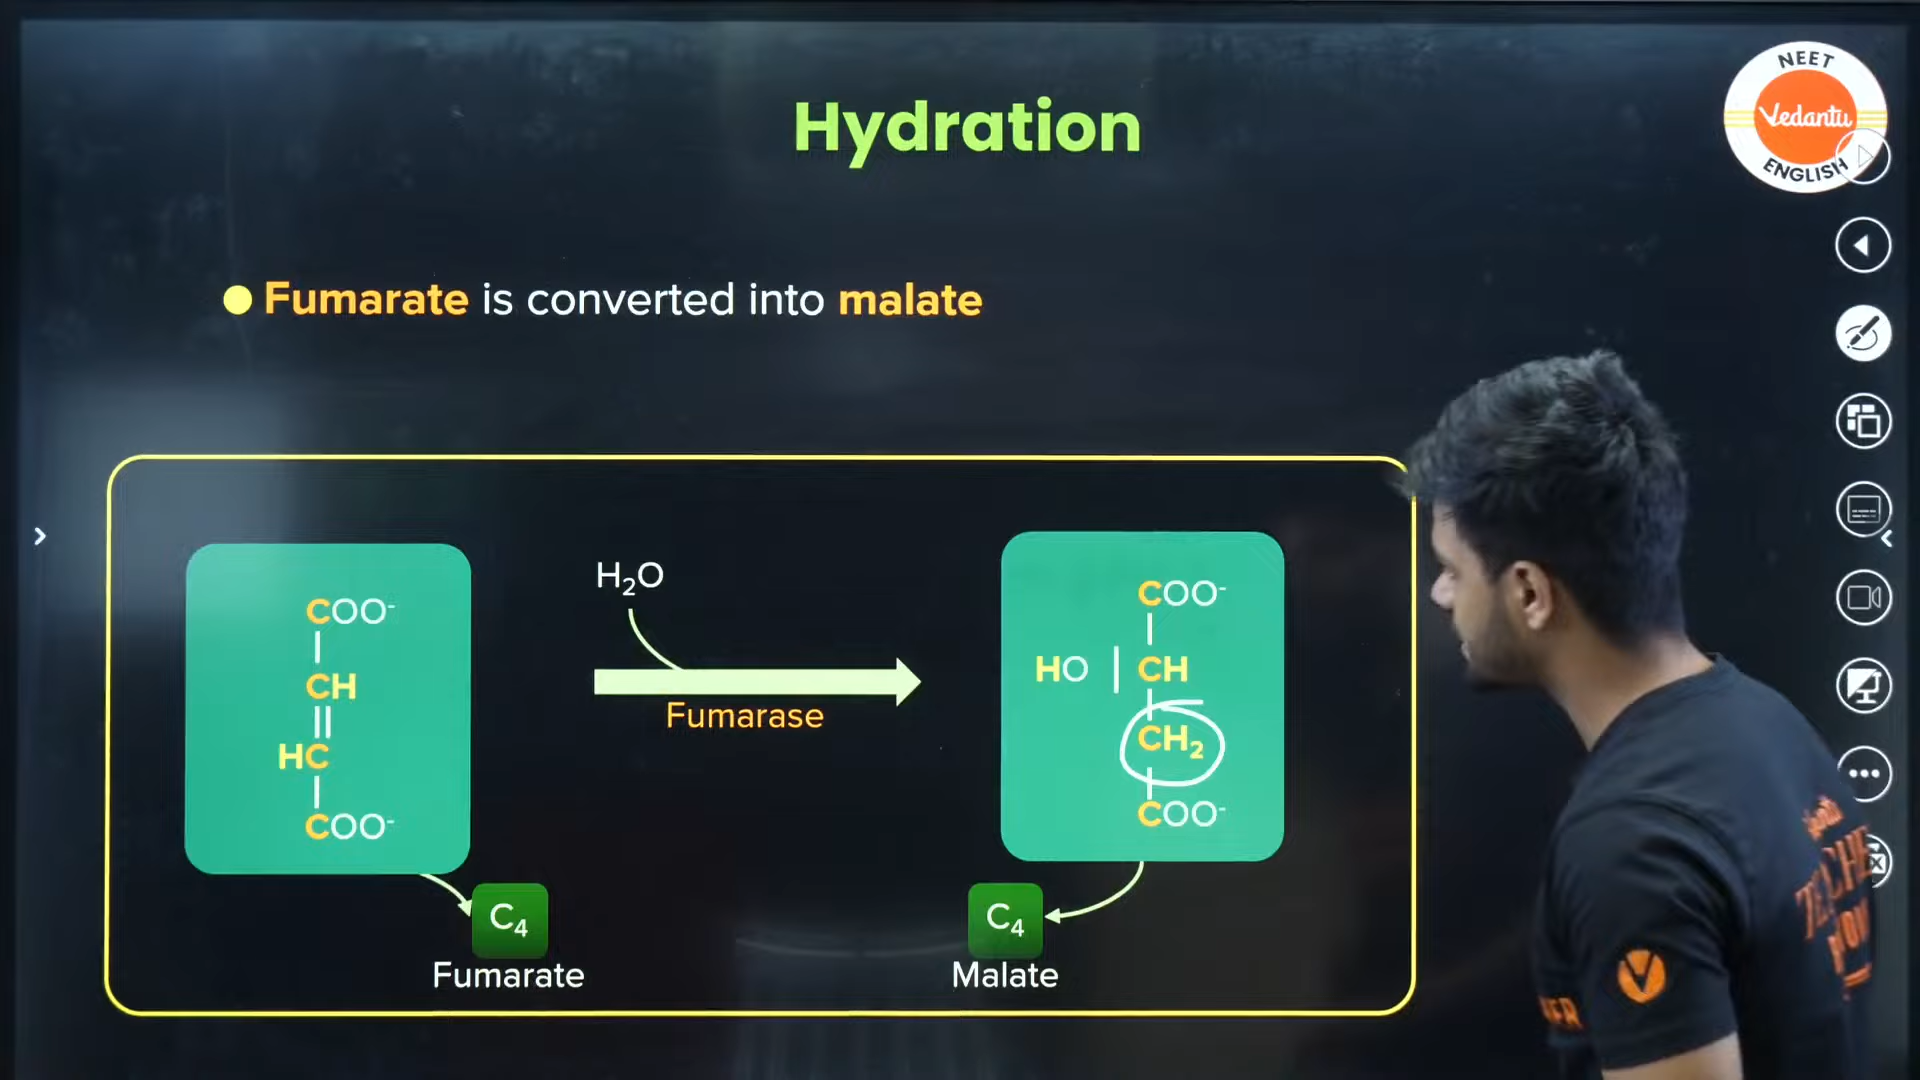 Hydration
NEET
Vedantu
ENGLISH
Fumarate is converted into malate
COO⁻
CH
HC
COO⁻
H₂O
Fumarase
COO⁻
HO | CH
CH₂
COO⁻
C₄
Fumarate
C₄
Malate